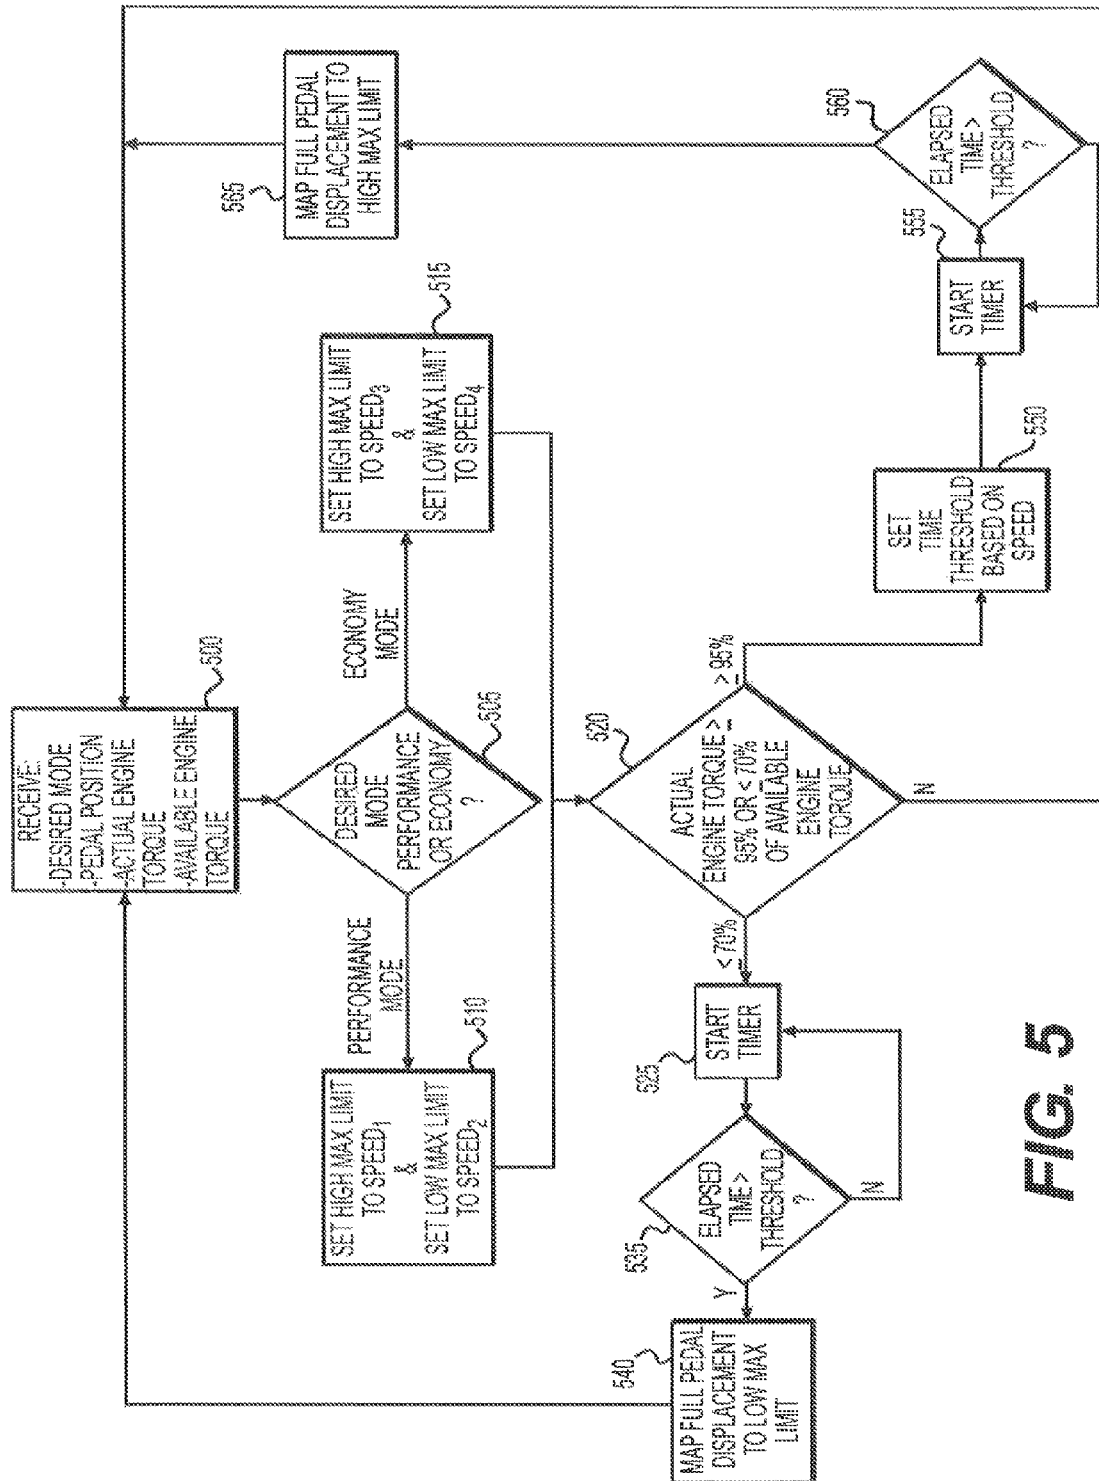 RECEIVE:
-DESIRED MODE
-PEDAL POSITION
-ACTUAL ENGINE
TORQUE
-AVAILABLE ENGINE
TORQUE
500
DESIRED
MODE
PERFORMANCE
OR ECONOMY
?
505
PERFORMANCE
MODE
ECONOMY
MODE
SET HIGH MAX LIMIT
TO SPEED₁
&
SET LOW MAX LIMIT
TO SPEED₂
510
SET HIGH MAX LIMIT
TO SPEED₃
&
SET LOW MAX LIMIT
TO SPEED₄
515
ACTUAL
ENGINE TORQUE ≥
95% OR < 70%
OF AVAILABLE
ENGINE
TORQUE
520
< 70%
≥ 95%
N
START
TIMER
525
ELAPSED
TIME >
THRESHOLD
?
535
Y
N
MAP FULL PEDAL
DISPLACEMENT
TO LOW MAX
LIMIT
540
SET
TIME
THRESHOLD
BASED ON
SPEED
550
START
TIMER
555
ELAPSED
TIME >
THRESHOLD
?
560
MAP FULL PEDAL
DISPLACEMENT TO
HIGH MAX LIMIT
565
FIG. 5